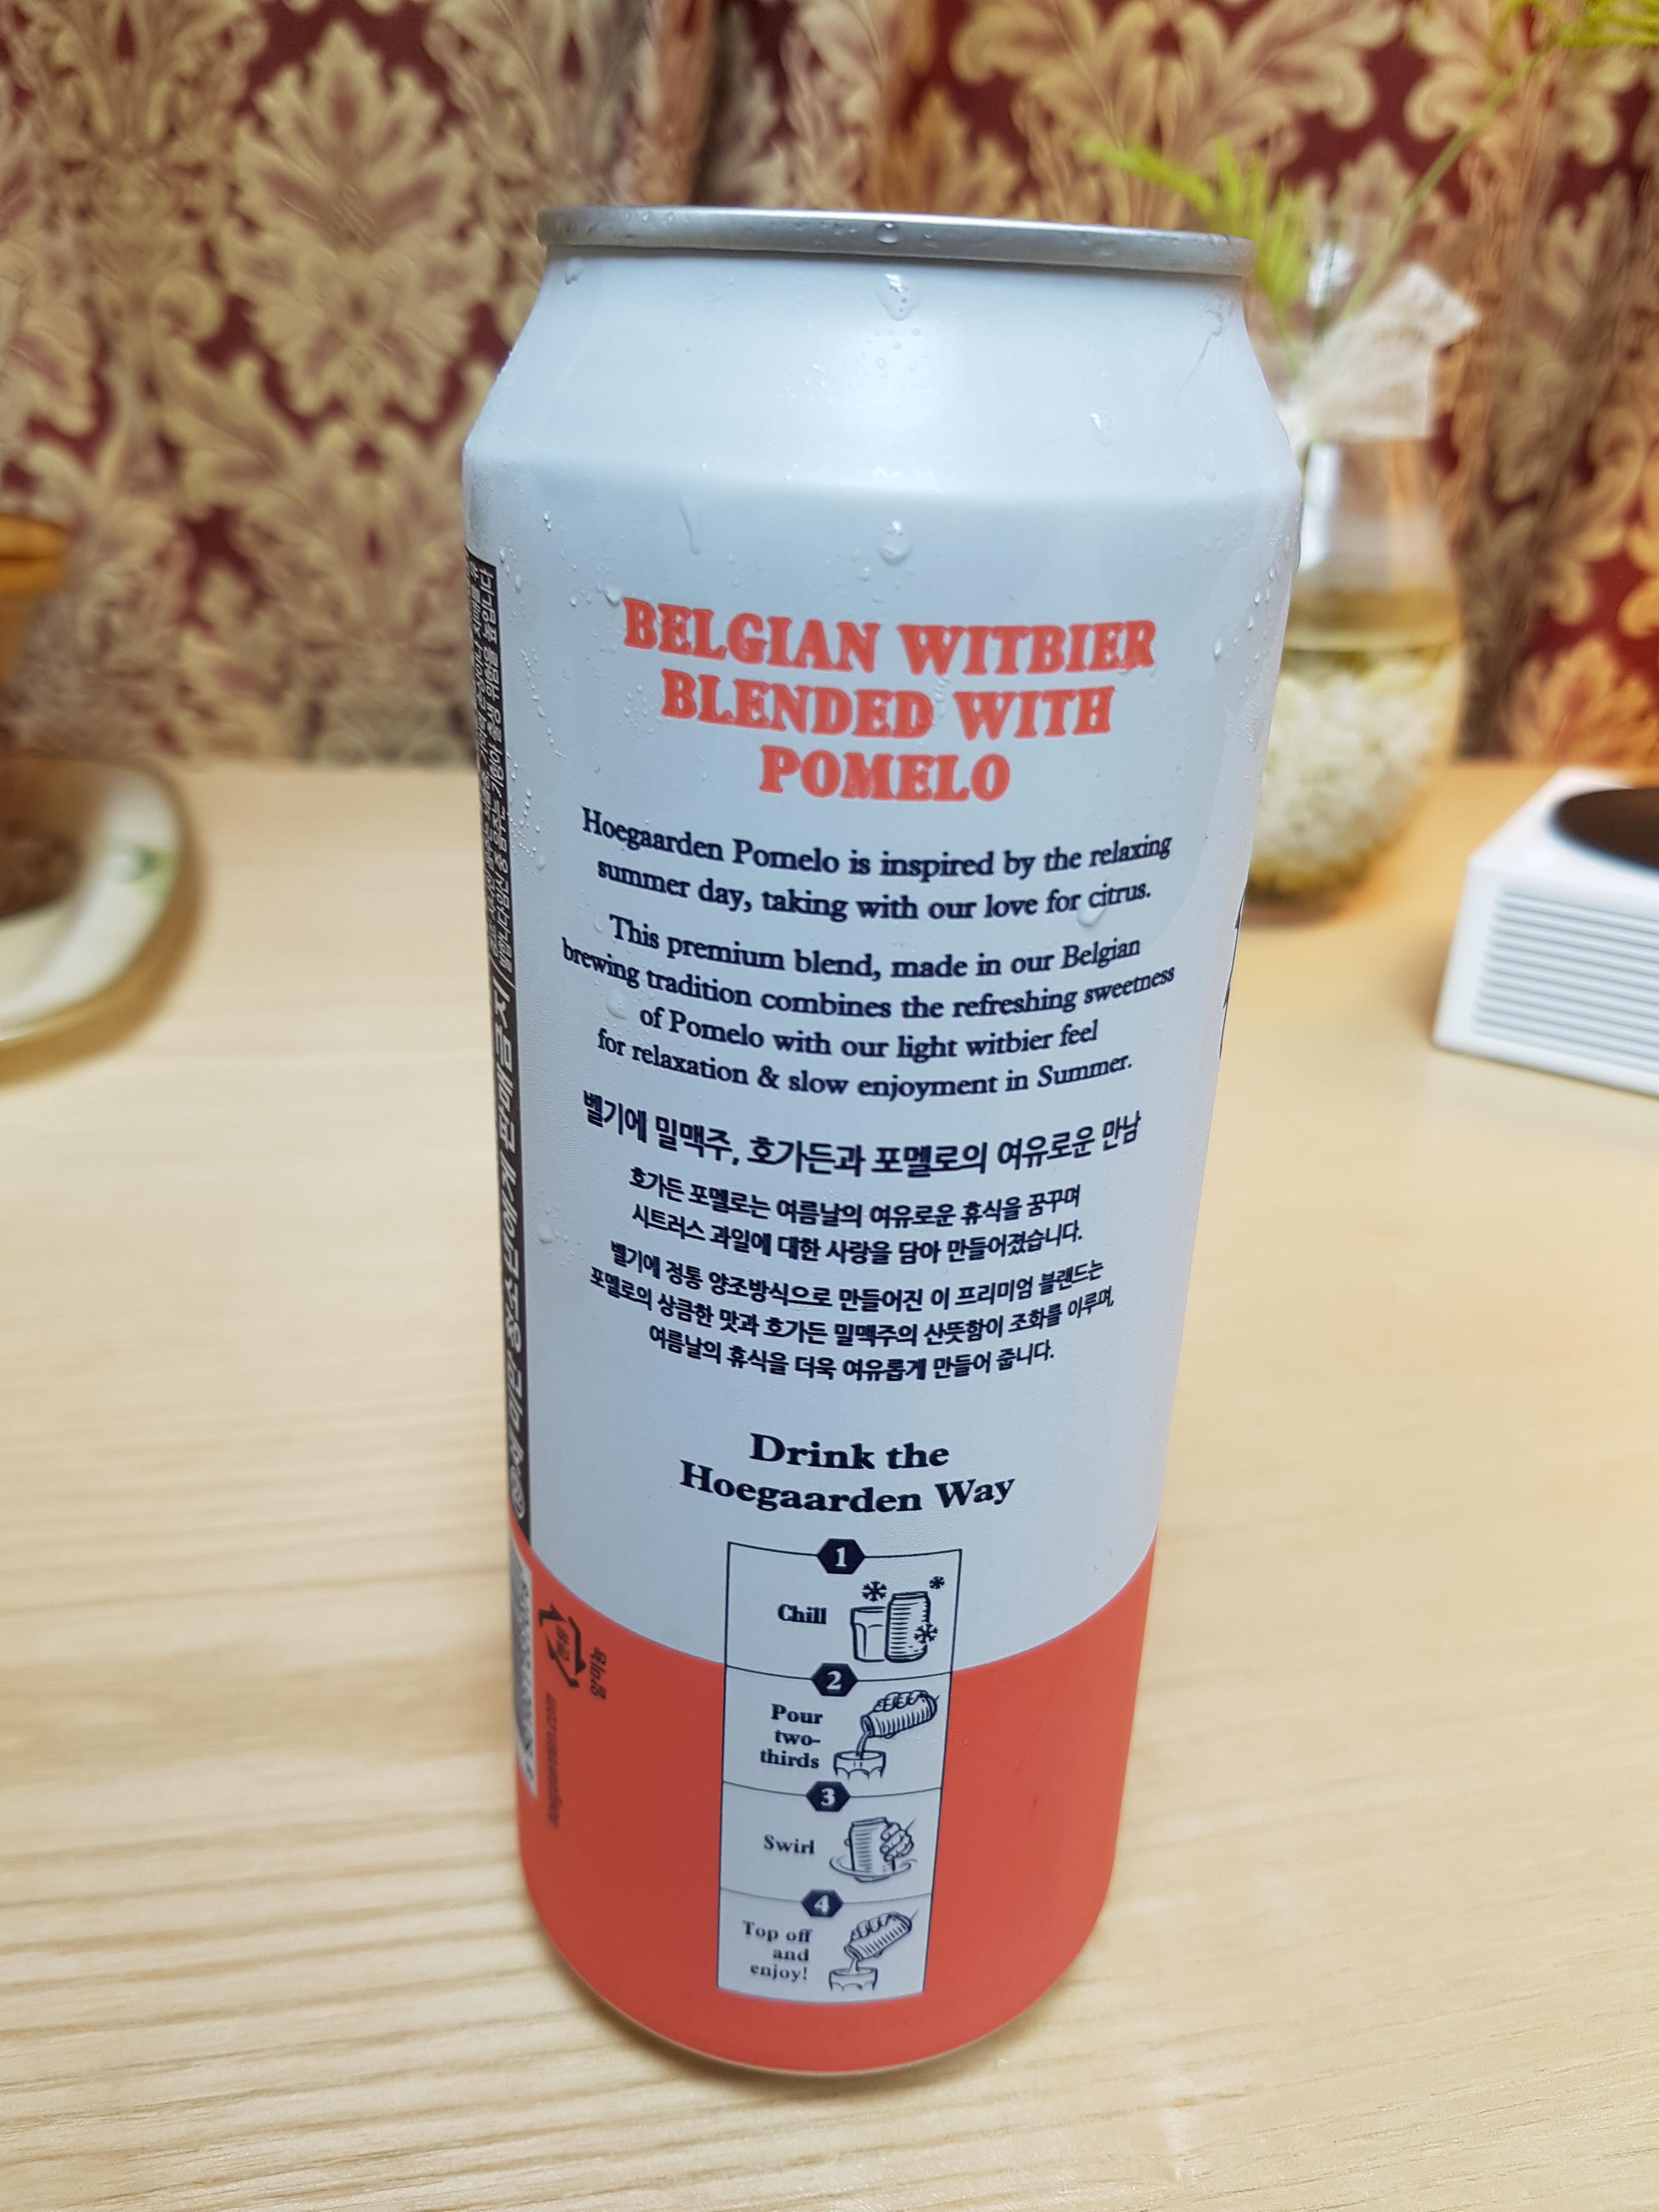 BELGIAN WITBIER
BLENDED WITH
POMELO
Hoegaarden Pomelo is inspired by the relaxing
summer day, taking with our love for citrus.
This premium blend, made in our Belgian
brewing tradition combines the refreshing sweetness
of Pomelo with our light witbier feel
for relaxation & slow enjoyment in Summer.
벨기에 밀맥주, 호가든과 포멜로의 여유로운 만남
호가든 포멜로는 여름날의 여유로운 휴식을 꿈꾸며
시트러스 과일에 대한 사랑을 담아 만들어졌습니다.
벨기에 정통 양조방식으로 만들어진 이 프리미엄 블랜드는
포멜로의 상큼한 맛과 호가든 밀맥주의 산뜻함이 조화를 이루며,
여름날의 휴식을 더욱 여유롭게 만들어 줍니다.
Drink the
Hoegaarden Way
1
Chill
2
Pour
two-
thirds
3
Swirl
4
Top off
and
enjoy!